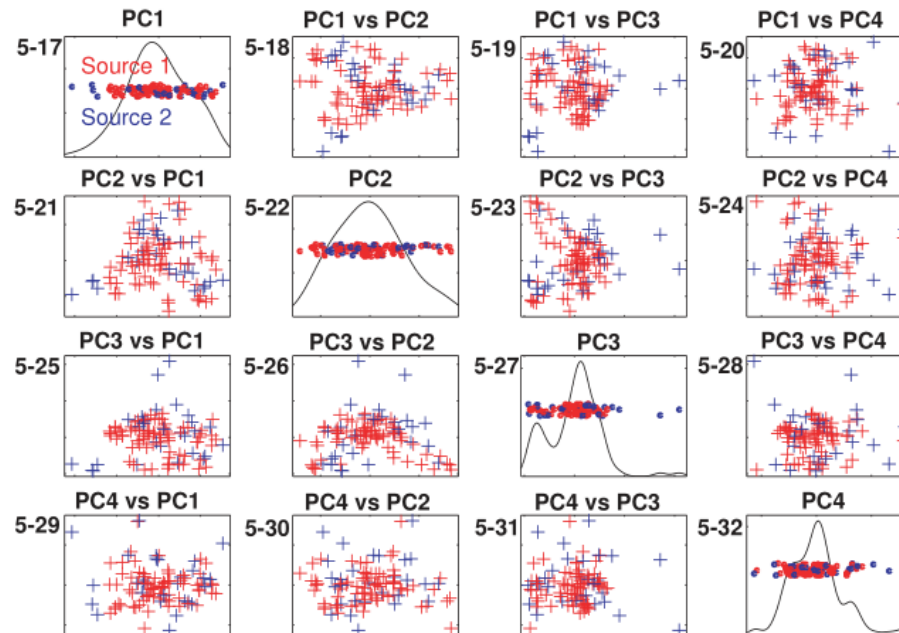 PC1
PC1 vs PC2
PC1 vs PC3
PC1 vs PC4
5-17
Source 1
Source 2
5-18
5-19
5-20
PC2 vs PC1
PC2
PC2 vs PC3
PC2 vs PC4
5-21
5-22
5-23
5-24
PC3 vs PC1
PC3 vs PC2
PC3
PC3 vs PC4
5-25
5-26
5-27
5-28
PC4 vs PC1
PC4 vs PC2
PC4 vs PC3
PC4
5-29
5-30
5-31
5-32